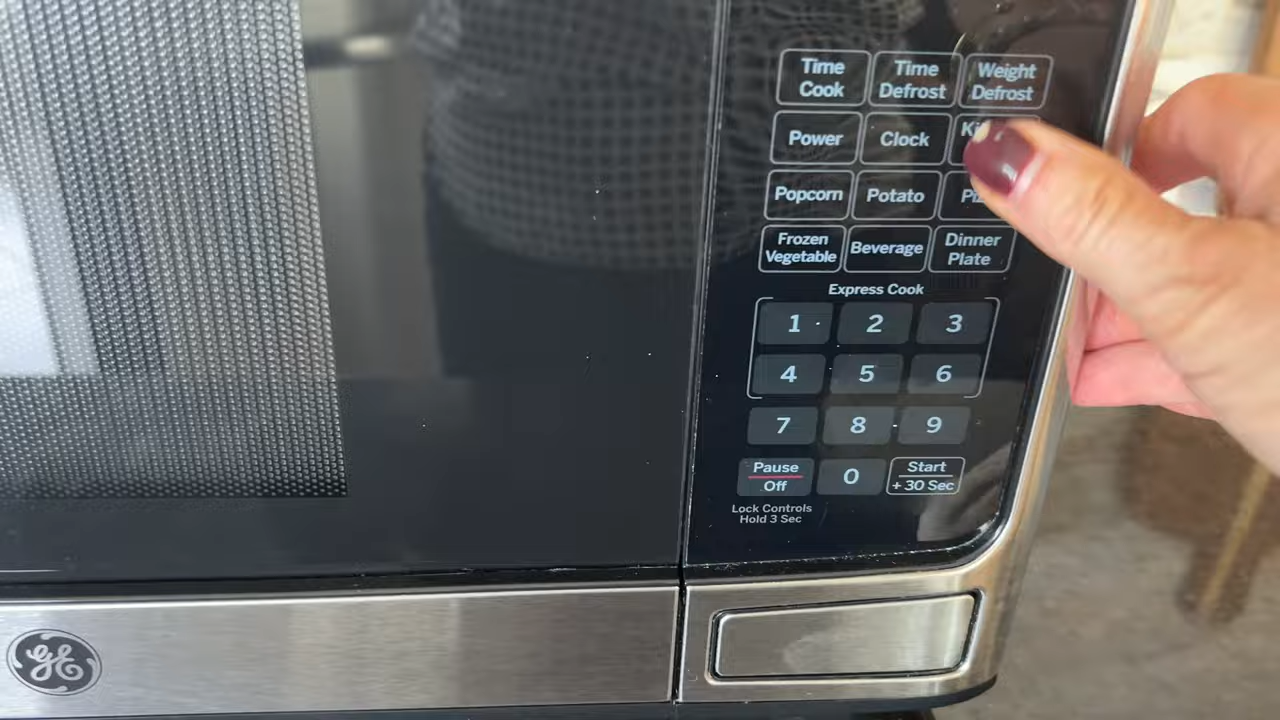 Time Cook
Time Defrost
Weight Defrost
Power
Clock
Popcorn
Potato
Frozen Vegetable
Beverage
Dinner Plate
Express Cook
1 2 3
4 5 6
7 8 9
Pause Off
0
Start + 30 Sec
Lock Controls
Hold 3 Sec
GE